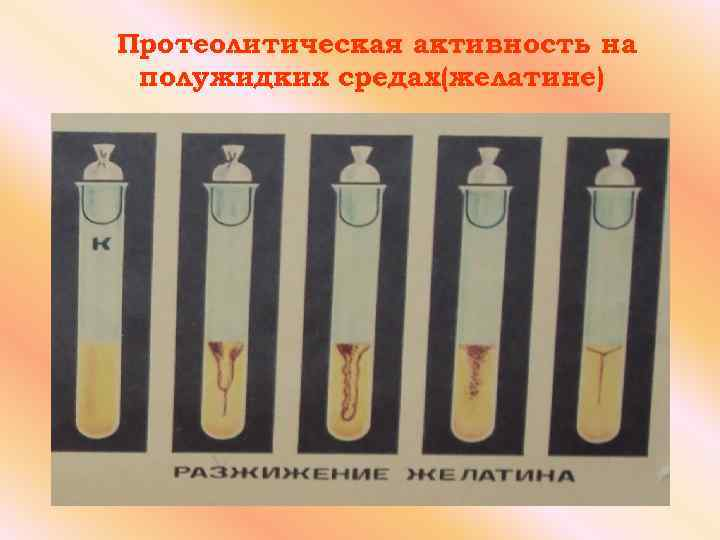 Протеолитическая активность на
полужидких средах(желатине)
К
РАЗЖИЖЕНИЕ ЖЕЛАТИНА